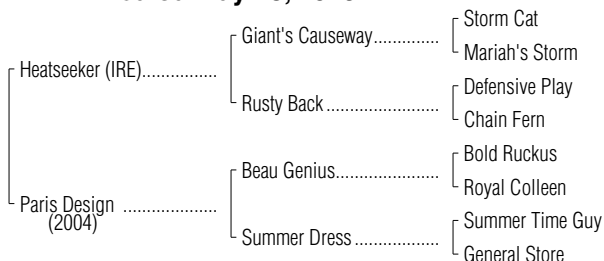 Storm Cat
Giant's Causeway..............
Mariah's Storm
Heatseeker (IRE)................
Defensive Play
Rusty Back ........................
Chain Fern
Bold Ruckus
Beau Genius......................
Royal Colleen
Paris Design ....................
(2004)
Summer Time Guy
Summer Dress ..................
General Store